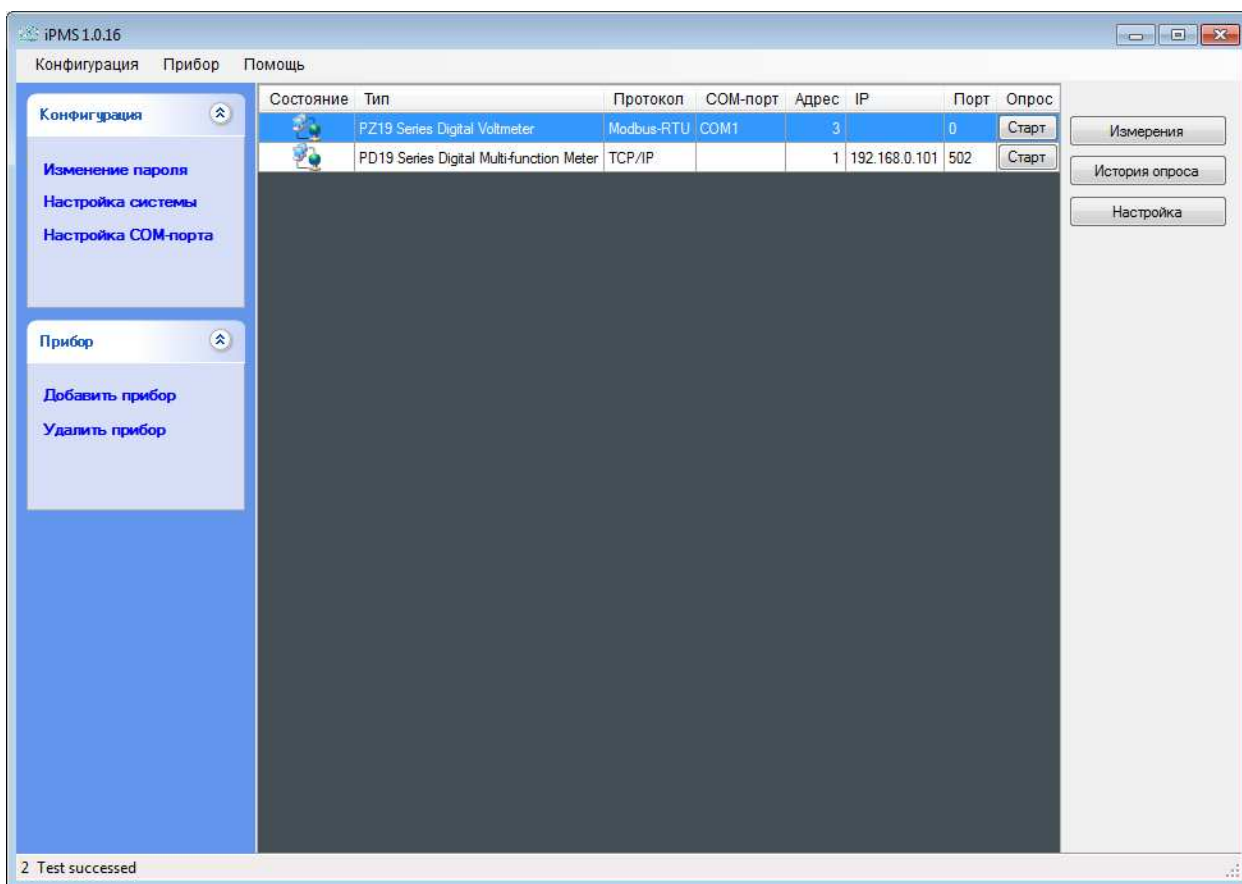 iPMS 1.0.16
Конфигурация Прибор Помощь
Конфигурация
Изменение пароля
Настройка системы
Настройка COM-порта
Прибор
Добавить прибор
Удалить прибор
Состояние Тип Протокол COM-порт Адрес IP Порт Опрос
PZ19 Series Digital Voltmeter Modbus-RTU COM1 3 0 Старт
PD19 Series Digital Multi-function Meter TCP/IP 1 192.168.0.101 502 Старт
Измерения
История опроса
Настройка
2 Test successed